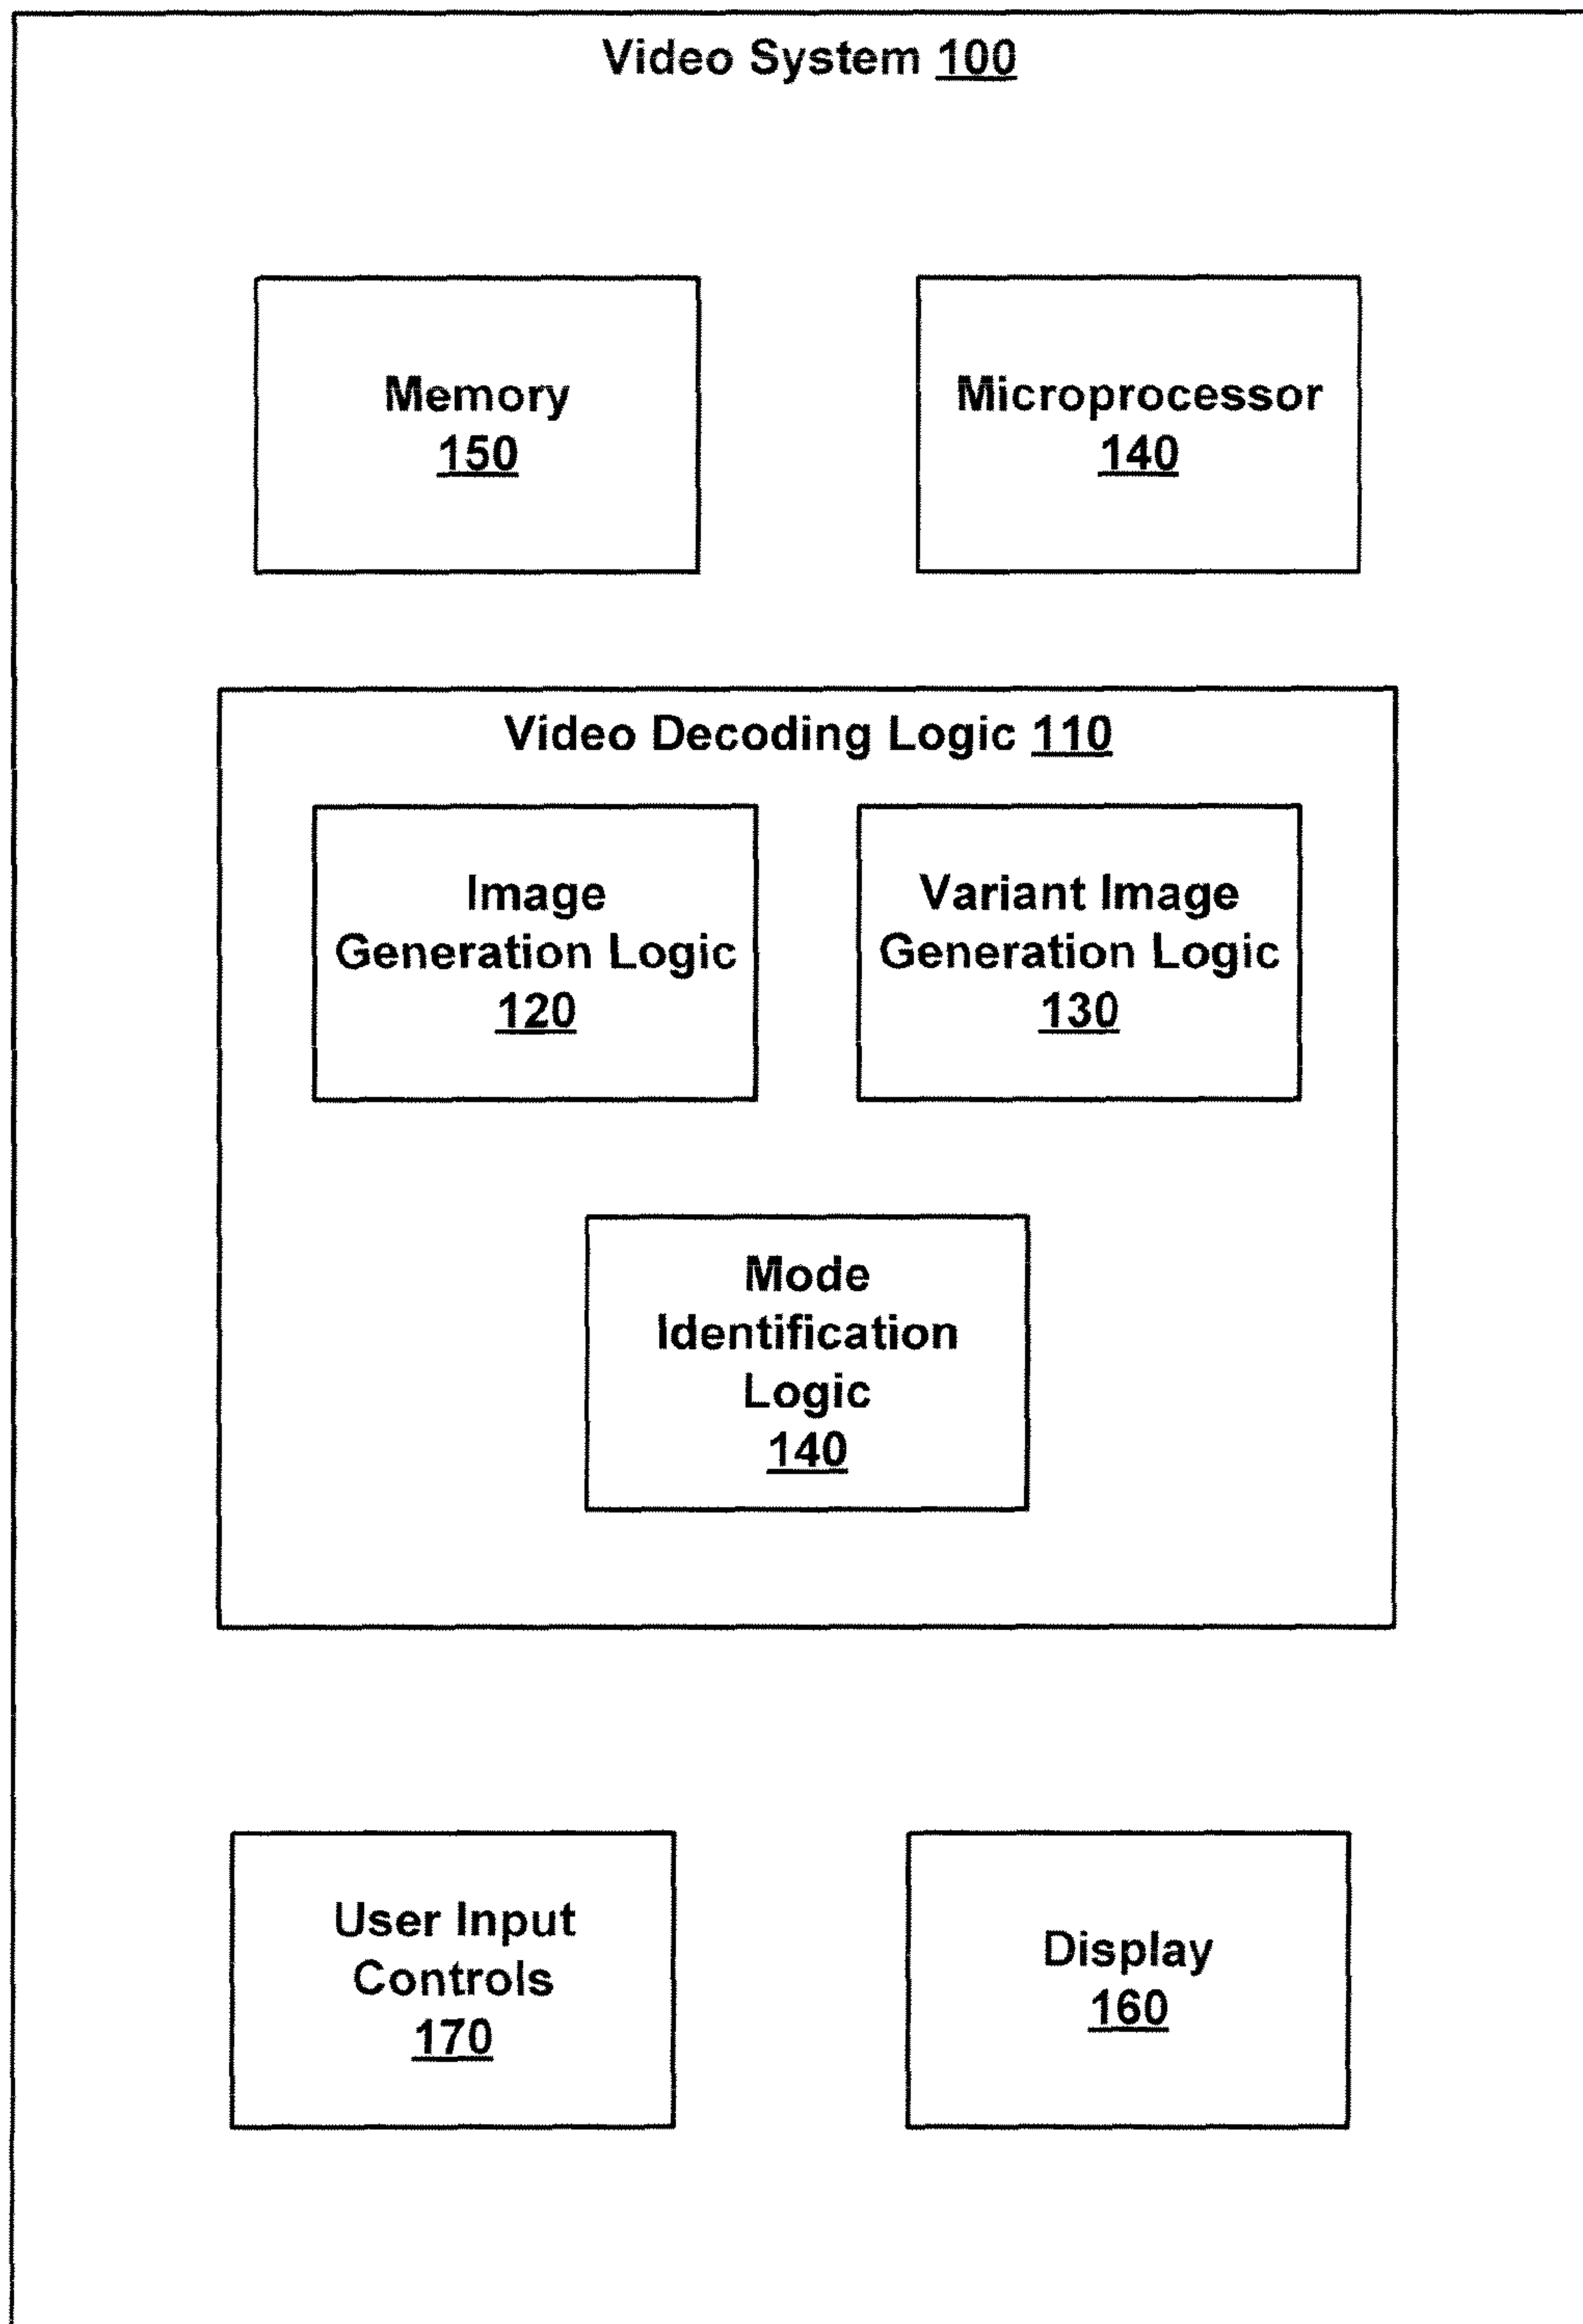 Video System 100
Memory
150
Microprocessor
140
Video Decoding Logic 110
Image
Generation Logic
120
Variant Image
Generation Logic
130
Mode
Identification
Logic
140
User Input
Controls
170
Display
160